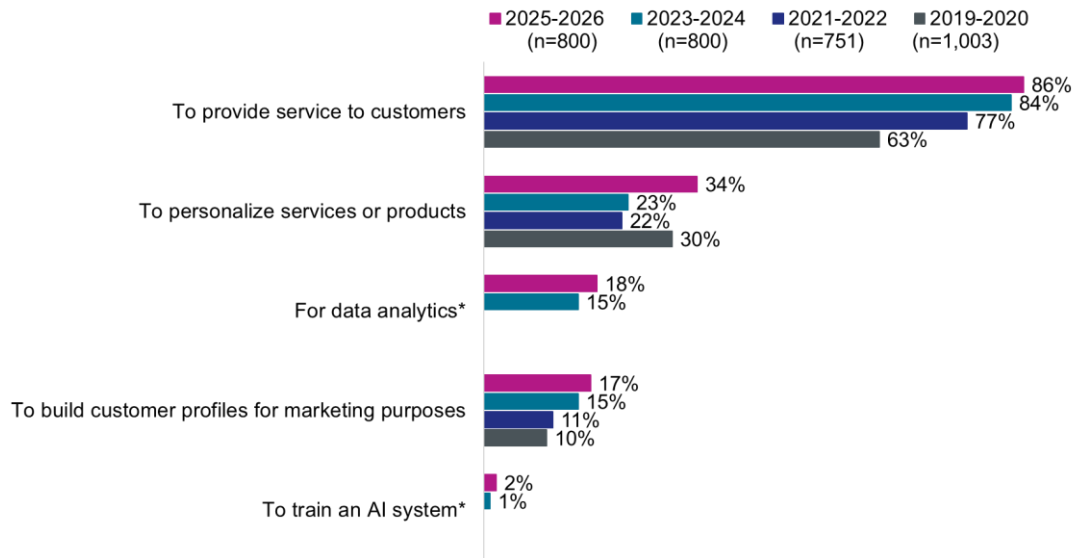 2025-2026 2023-2024 2021-2022 2019-2020
(n=800) (n=800) (n=751) (n=1,003)
To provide service to customers
86%
84%
77%
63%
To personalize services or products
34%
23%
22%
30%
For data analytics*
18%
15%
To build customer profiles for marketing purposes
17%
15%
11%
10%
To train an AI system*
2%
1%